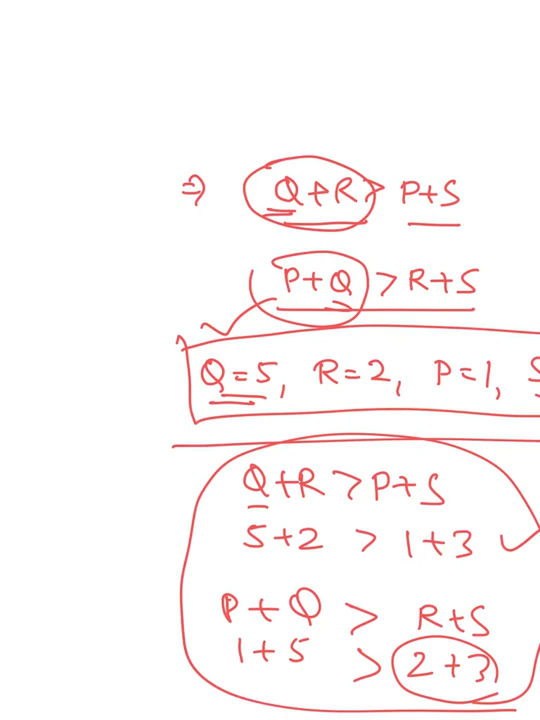 ⇒ Q+R > P+S
P+Q > R+S
Q=5, R=2, P=1, S
Q+R > P+S
5+2 > 1+3 ✓
P+Q > R+S
1+5 > 2+3